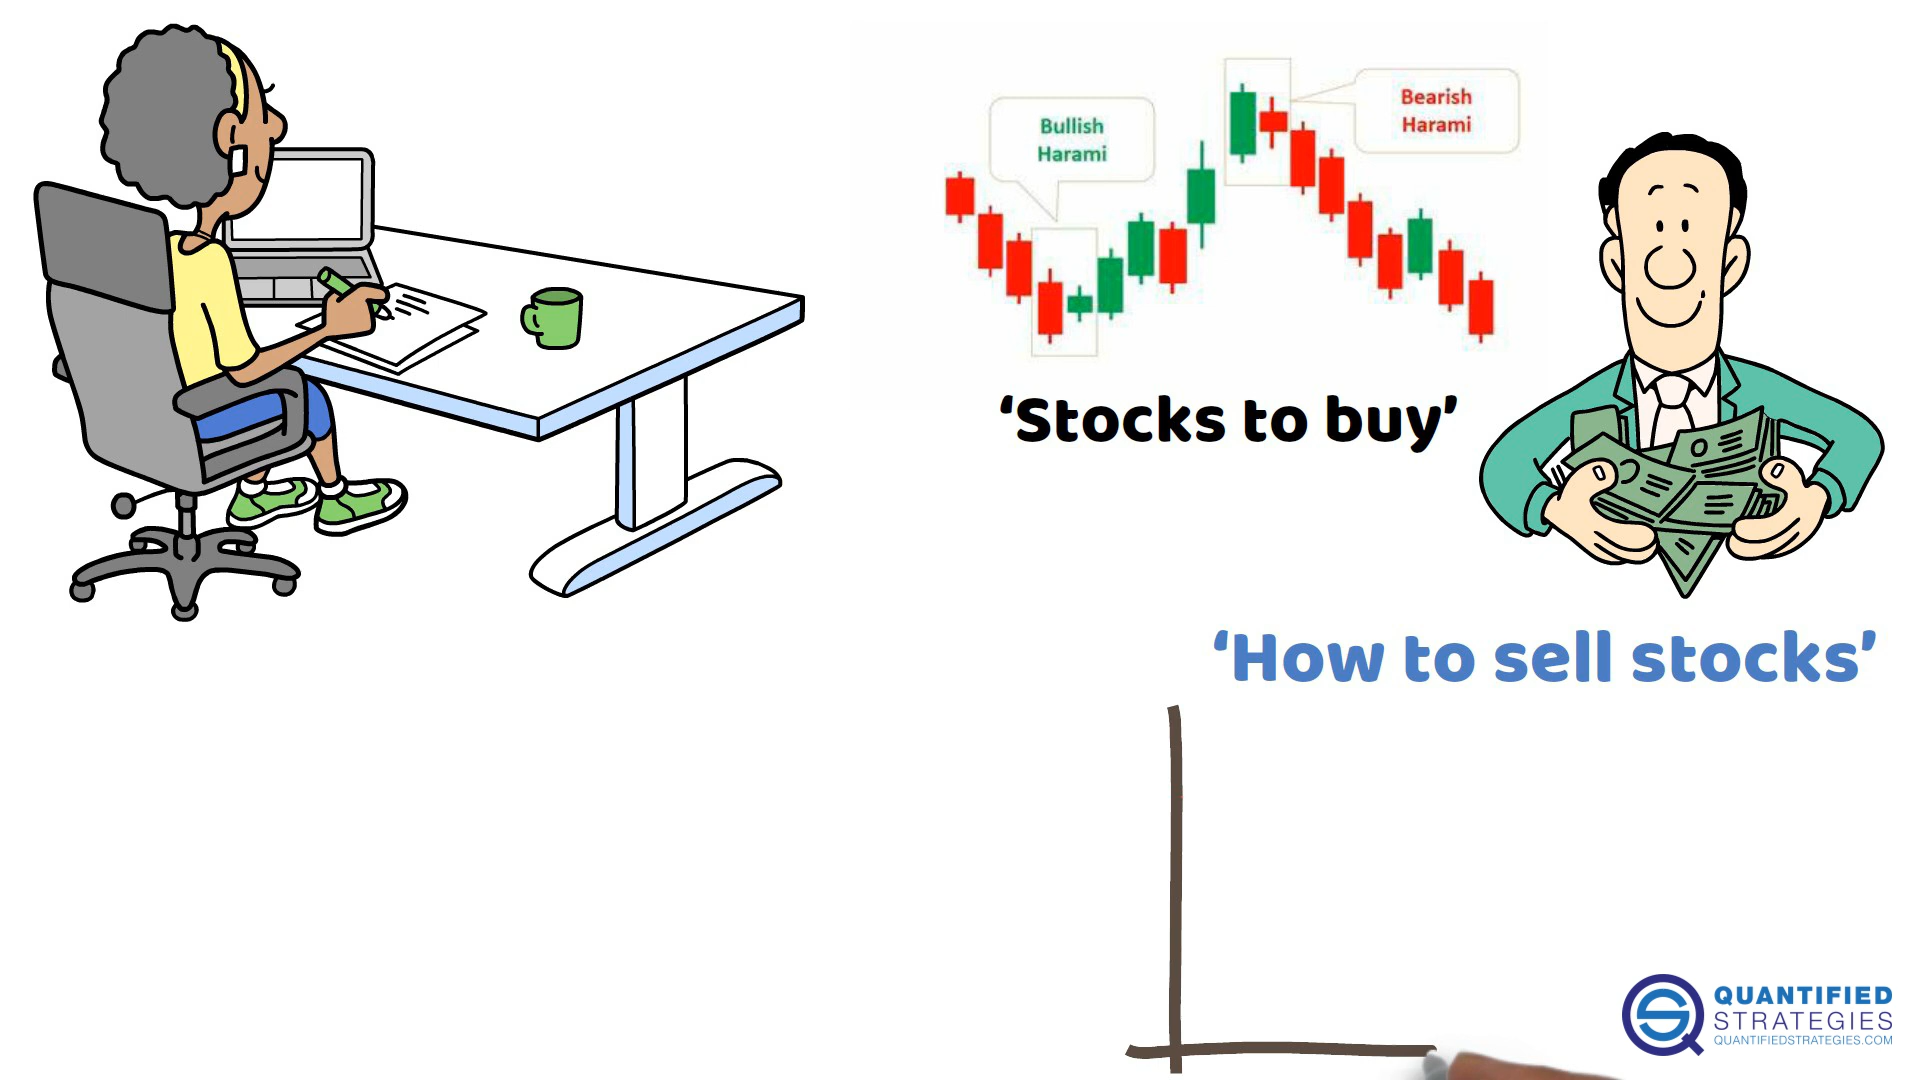 Bullish
Harami
Bearish
Harami
‘Stocks to buy’
‘How to sell stocks’
QUANTIFIED
STRATEGIES
QUANTIFIEDSTRATEGIES.COM